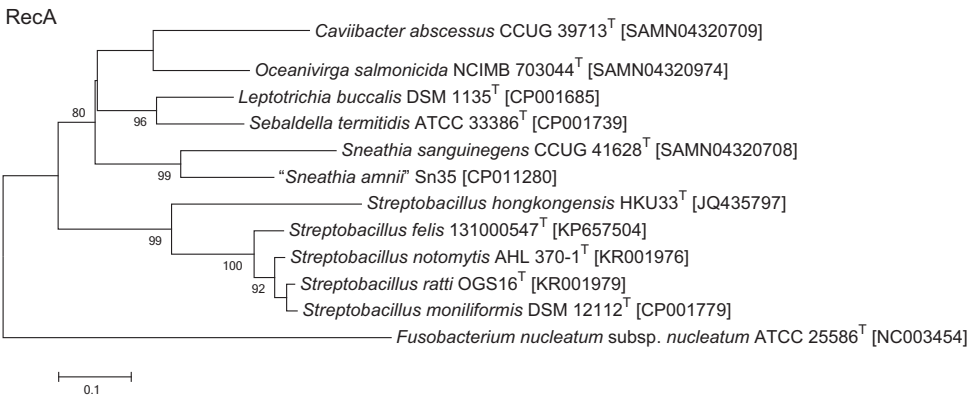 RecA
Caviibacter abscessus CCUG 39713T [SAMN04320709]
Oceanivirga salmonicida NCIMB 703044T [SAMN04320974]
Leptotrichia buccalis DSM 1135T [CP001685]
80
96
Sebaldella termitidis ATCC 33386T [CP001739]
Sneathia sanguinegens CCUG 41628T [SAMN04320708]
99
"Sneathia amnii" Sn35 [CP011280]
Streptobacillus hongkongensis HKU33T [JQ435797]
Streptobacillus felis 131000547T [KP657504]
99
Streptobacillus notomytis AHL 370-1T [KR001976]
100
Streptobacillus ratti OGS16T [KR001979]
92
Streptobacillus moniliformis DSM 12112T [CP001779]
Fusobacterium nucleatum subsp. nucleatum ATCC 25586T [NC003454]
0.1